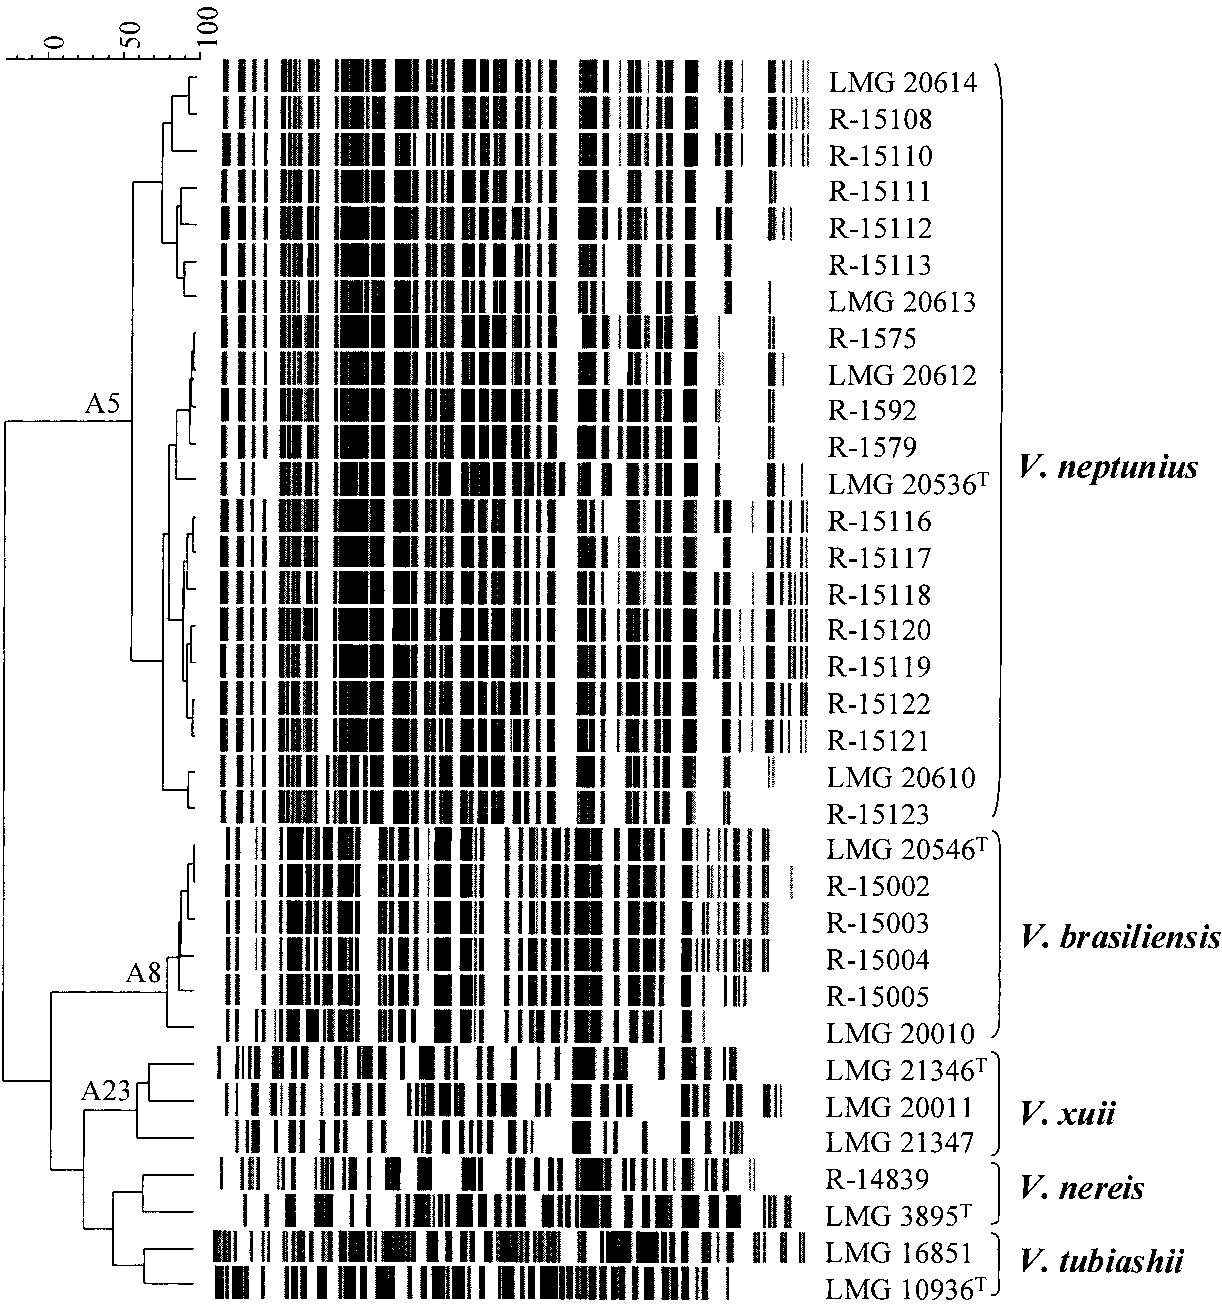 0 50 100
LMG 20614
R-15108
R-15110
R-15111
R-15112
R-15113
LMG 20613
R-1575
LMG 20612
R-1592
A5
R-1579
V. neptunius
LMG 20536ᵀ
R-15116
R-15117
R-15118
R-15120
R-15119
R-15122
R-15121
LMG 20610
R-15123
LMG 20546ᵀ
R-15002
R-15003
V. brasiliensis
R-15004
A8
R-15005
LMG 20010
LMG 21346ᵀ
A23
LMG 20011
V. xuii
LMG 21347
R-14839
V. nereis
LMG 3895ᵀ
LMG 16851
V. tubiashii
LMG 10936ᵀ